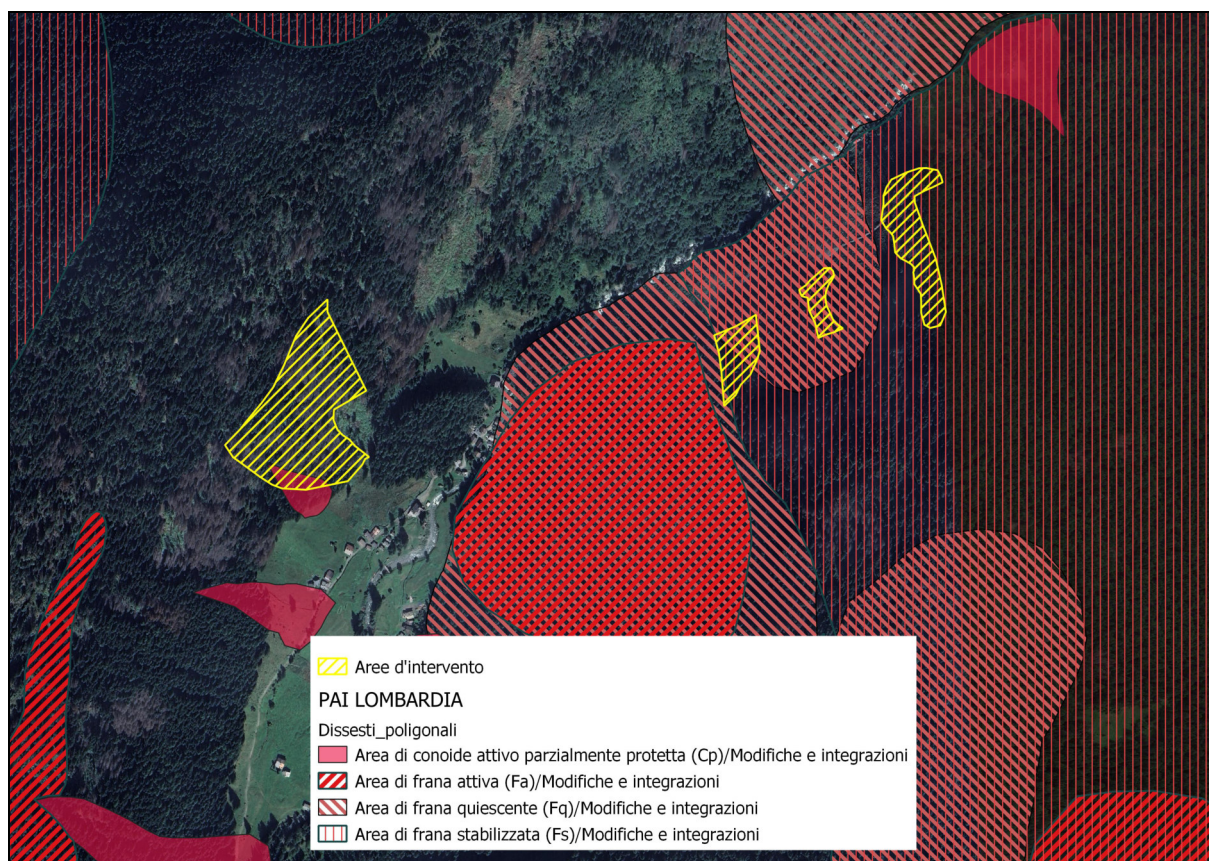 Aree d'intervento
PAI LOMBARDIA
Dissesti_poligonali
Area di conoide attivo parzialmente protetta (Cp)/Modifiche e integrazioni
Area di frana attiva (Fa)/Modifiche e integrazioni
Area di frana quiescente (Fq)/Modifiche e integrazioni
Area di frana stabilizzata (Fs)/Modifiche e integrazioni